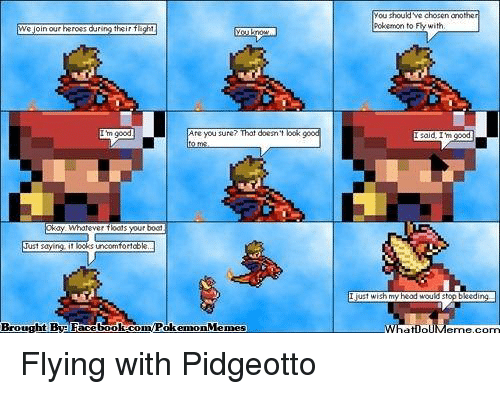 We join our heroes during their flight.
You know...
You should've chosen another
Pokemon to Fly with.
I'm good.
Are you sure? That doesn't look good
to me.
I said, I'm good.
Okay. Whatever floats your boat.
Just saying, it looks uncomfortable...
I just wish my head would stop bleeding...
Brought By: Facebook.com/PokemonMemes
WhatDoUMeme.com
Flying with Pidgeotto